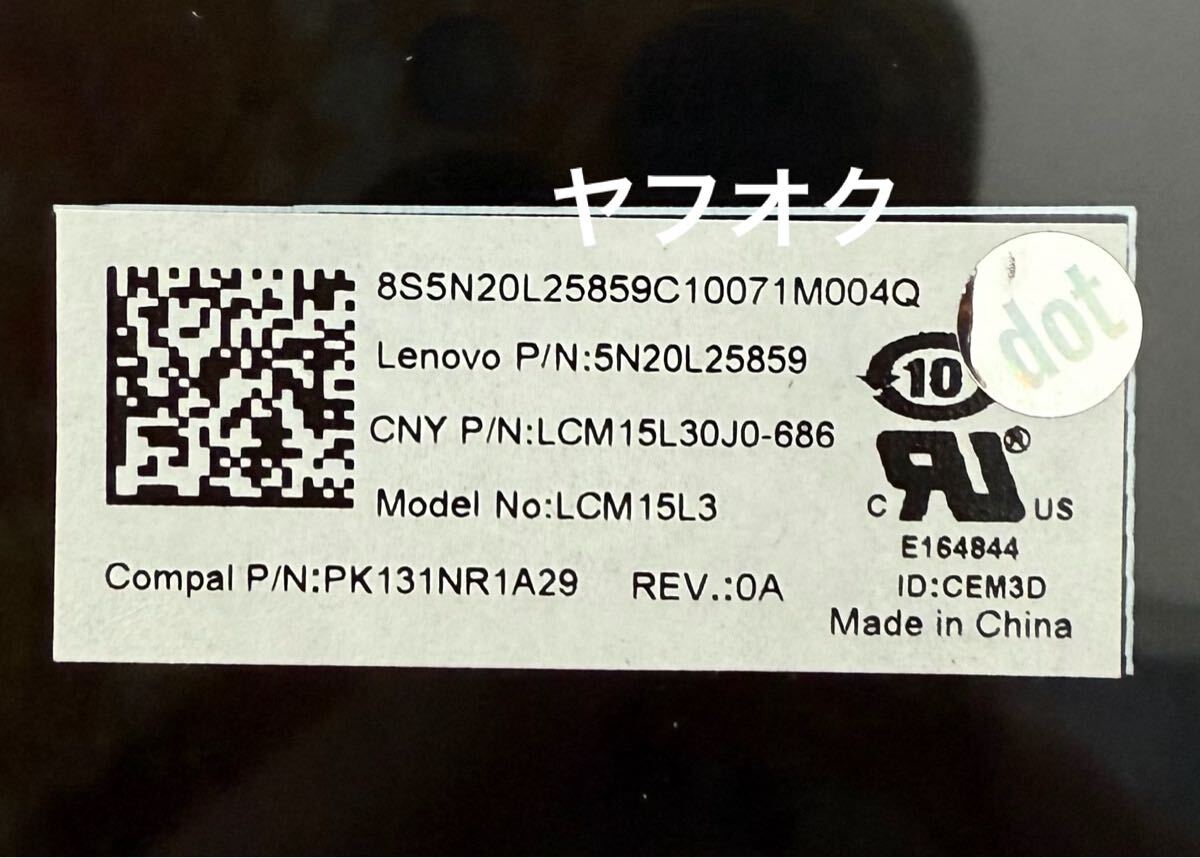 ヤフオク
8S5N20L25859C10071M004Q
Lenovo P/N:5N20L25859
CNY P/N:LCM15L30J0-686
Model No:LCM15L3
Compal P/N:PK131NR1A29 REV.:0A
dot
10
C RU ® US
E164844
ID:CEM3D
Made in China